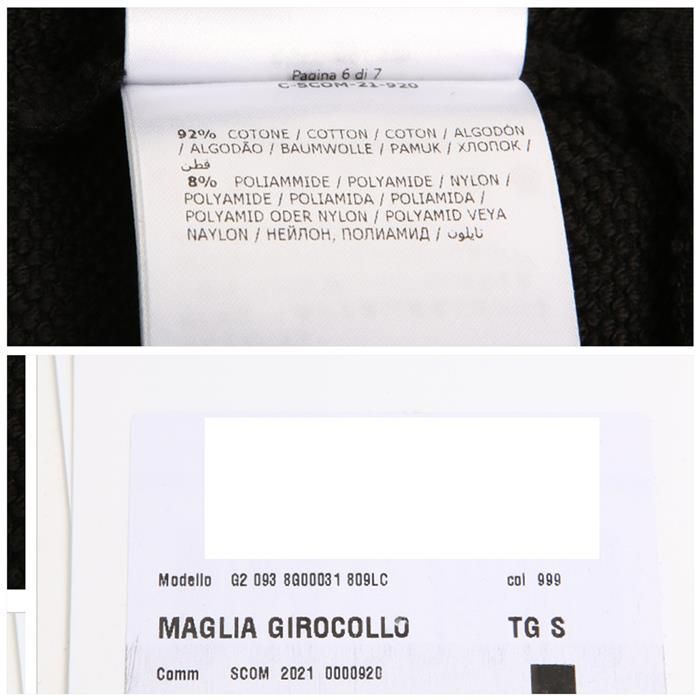 Pagina 6 di 7
C-SCOM-21-920
92% COTONE / COTTON / COTON / ALGODÓN
/ ALGODÃO / BAUMWOLLE / PAMUK / ХЛОПОК /
قطن
8% POLIAMMIDE / POLYAMIDE / NYLON /
POLYAMIDE / POLIAMIDA / POLIAMIDA /
POLYAMID ODER NYLON / POLYAMID VEYA
NAYLON / НЕЙЛОН, ПОЛИАМИД / نايلون
Modello G2 093 8G00031 809LC col 999
MAGLIA GIROCOLLO TG S
Comm SCOM 2021 0000920